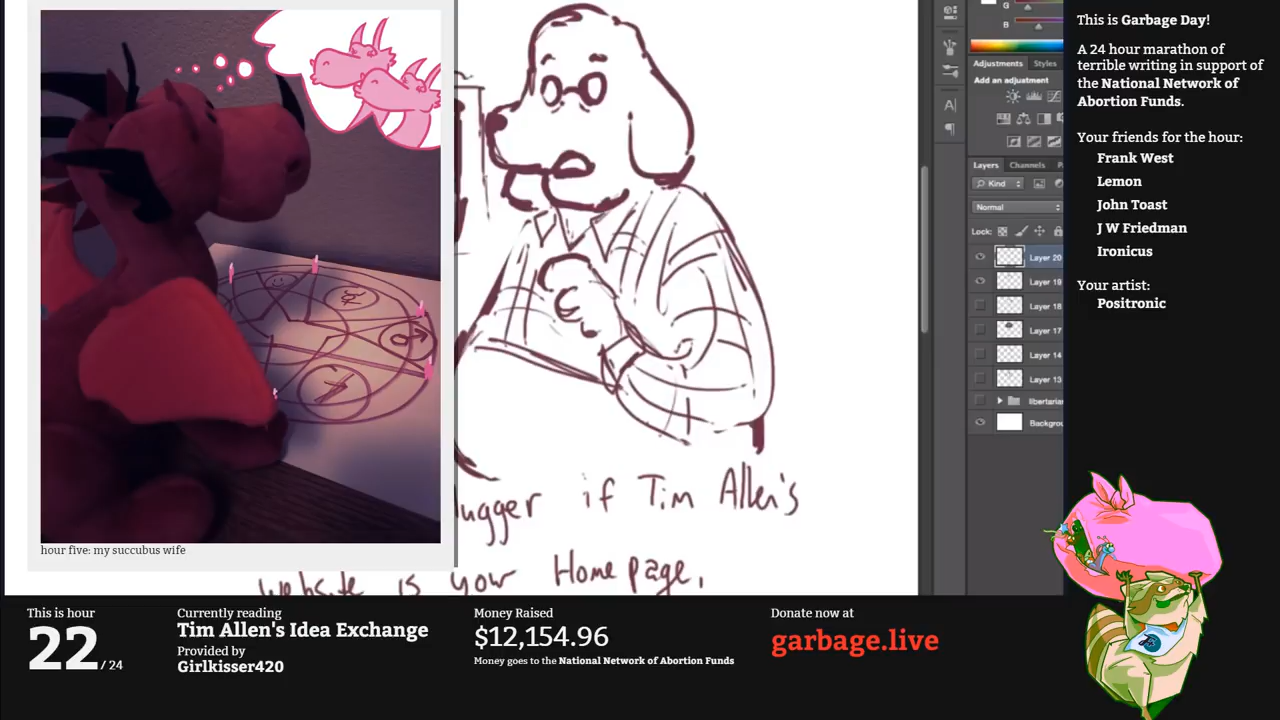 G
B
Adjustments Styles
Add an adjustment
Layers Channels
Kind
Normal
Lock:
Layer 20
Layer 19
Layer 18
Layer 17
Layer 14
Layer 13
libertaria
Backgrou
This is Garbage Day!
A 24 hour marathon of
terrible writing in support of
the National Network of
Abortion Funds.
Your friends for the hour:
Frank West
Lemon
John Toast
J W Friedman
Ironicus
Your artist:
Positronic
if Tim Allen's
website is your Home page,
hour five: my succubus wife
This is hour
22 / 24
Currently reading
Tim Allen's Idea Exchange
Provided by
Girlkisser420
Money Raised
$12,154.96
Money goes to the National Network of Abortion Funds
Donate now at
garbage.live